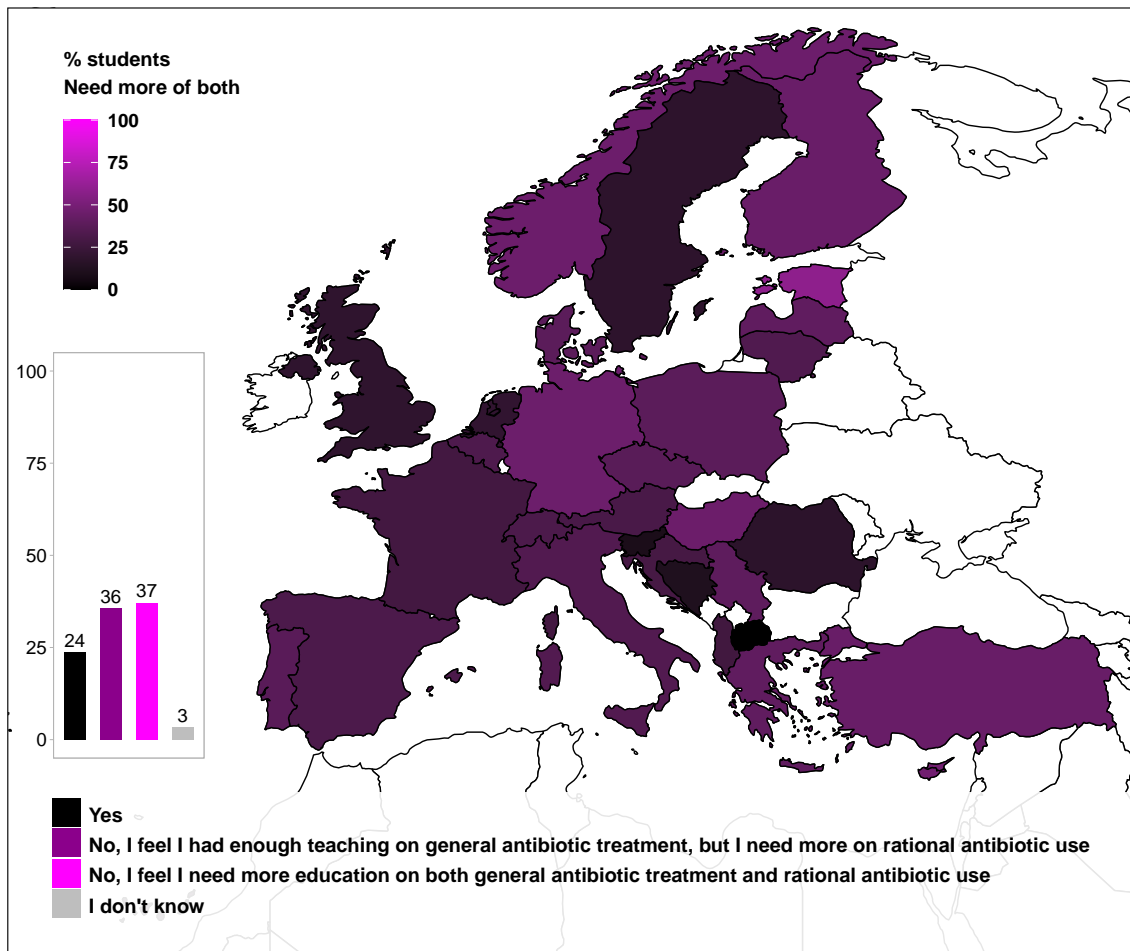 % students
Need more of both
100
75
50
25
0
100
75
50
25
0
24
36
37
3
Yes
No, I feel I had enough teaching on general antibiotic treatment, but I need more on rational antibiotic use
No, I feel I need more education on both general antibiotic treatment and rational antibiotic use
I don't know